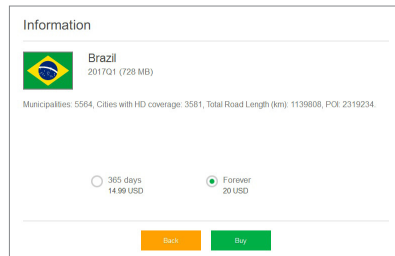 Information
Brazil
2017Q1 (728 MB)
Municipalities: 5564, Cities with HD coverage: 3581, Total Road Length (km): 1139808, POI: 2319234.
365 days
14.99 USD
Forever
20 USD
Back
Buy